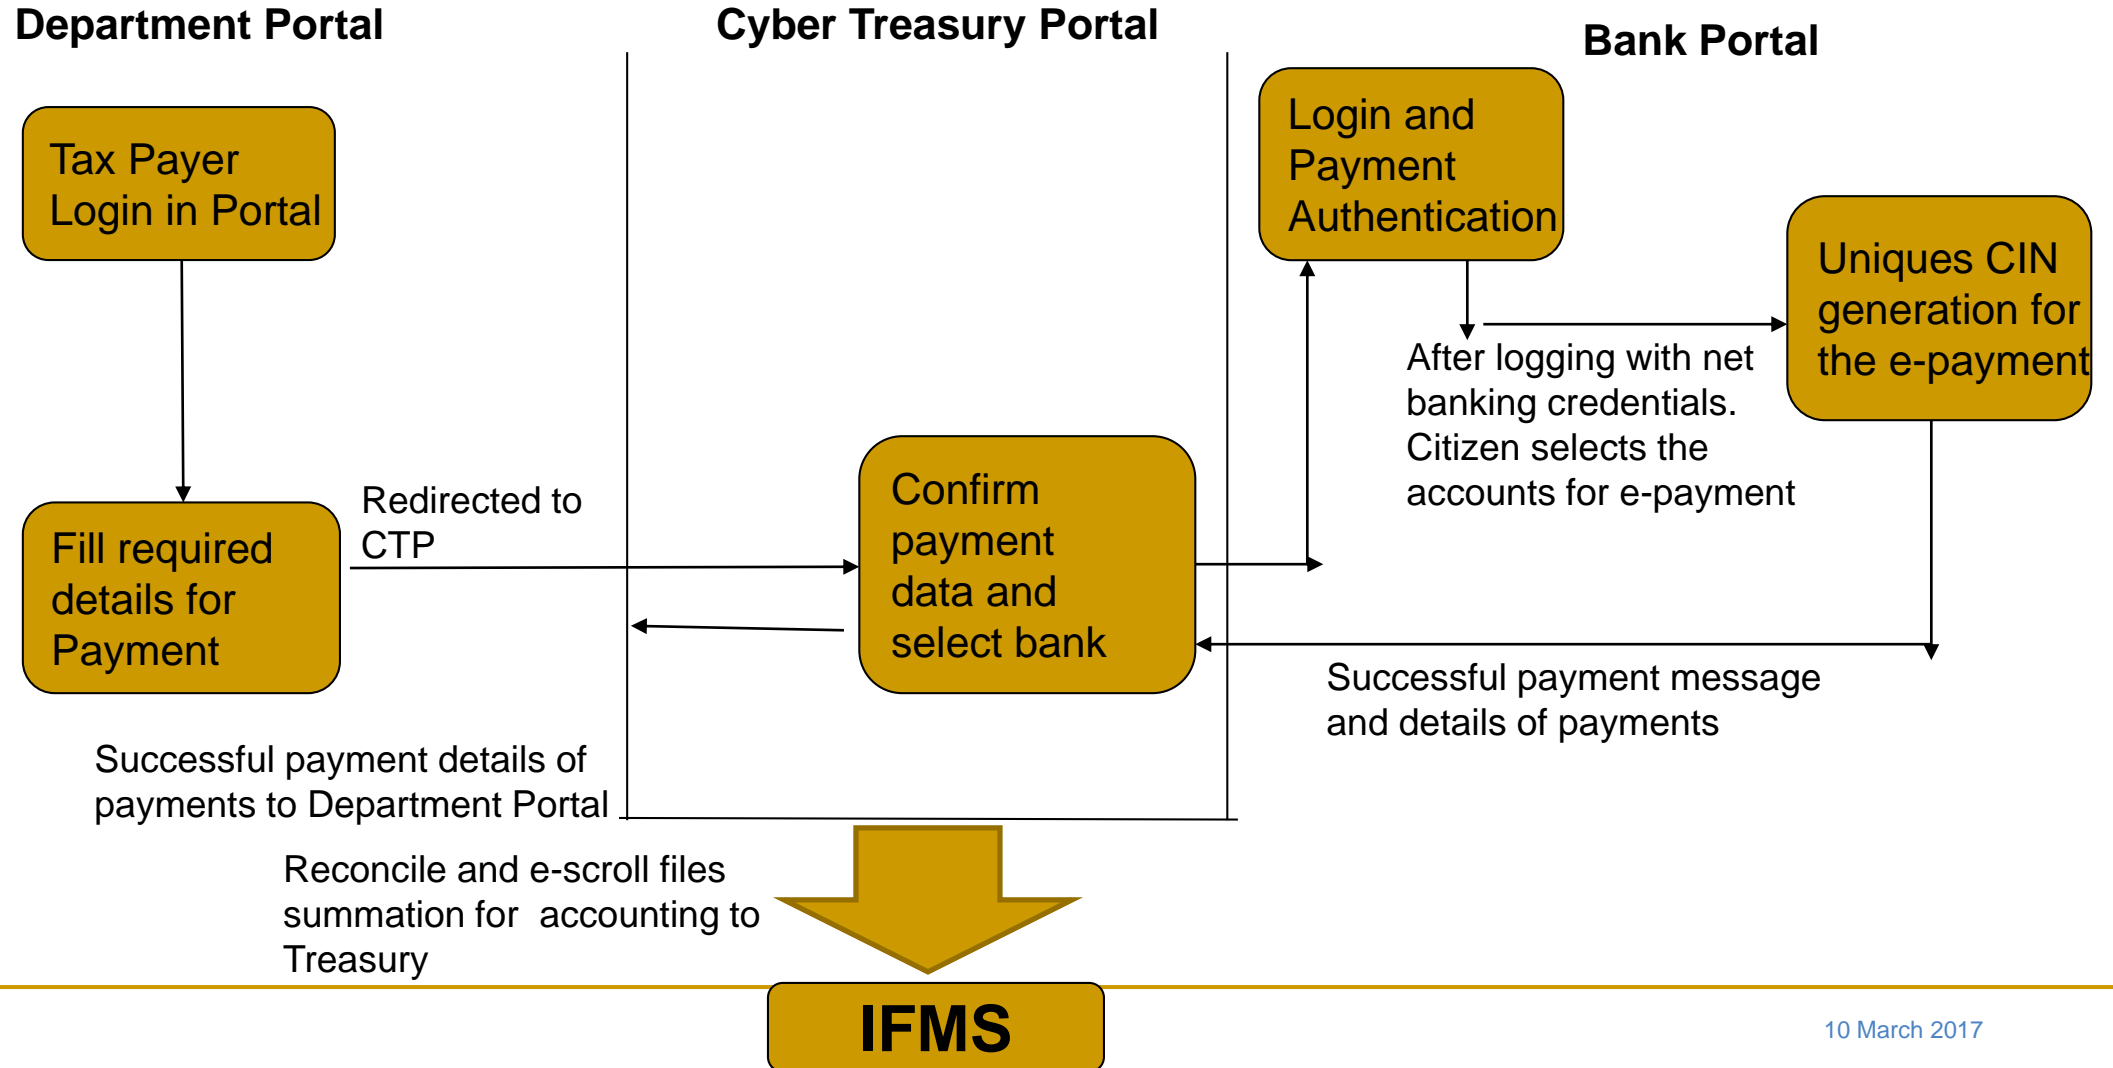 Department Portal
Cyber Treasury Portal
Bank Portal
Tax Payer
Login in Portal
Login and
Payment
Authentication
Uniques CIN
generation for
the e-payment
After logging with net
banking credentials.
Citizen selects the
accounts for e-payment
Redirected to
CTP
Fill required
details for
Payment
Confirm
payment
data and
select bank
Successful payment message
and details of payments
Successful payment details of
payments to Department Portal
Reconcile and e-scroll files
summation for  accounting to
Treasury
IFMS
10 March 2017